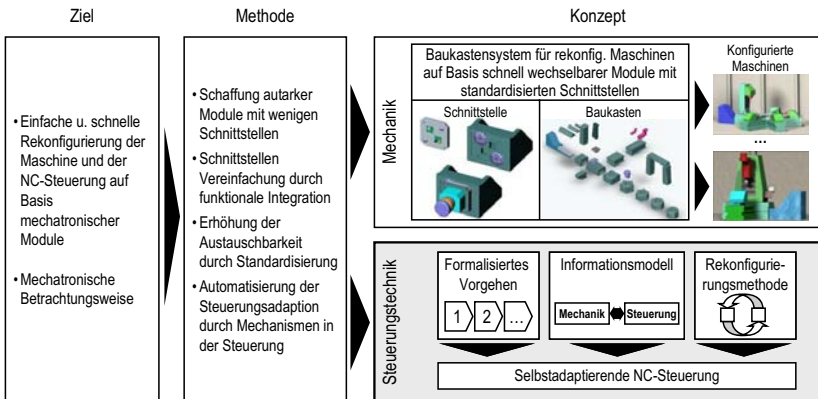 Ziel
Methode
Konzept
• Einfache u. schnelle
Rekonfigurierung der
Maschine und der
NC-Steuerung auf
Basis
mechatronischer
Module
• Mechatronische
Betrachtungsweise
• Schaffung autarker
Module mit wenigen
Schnittstellen
• Schnittstellen
Vereinfachung durch
funktionale Integration
• Erhöhung der
Austauschbarkeit
durch Standardisierung
• Automatisierung der
Steuerungsadaption
durch Mechanismen in
der Steuerung
Mechanik
Baukastensystem für rekonfig. Maschinen
auf Basis schnell wechselbarer Module mit
standardisierten Schnittstellen
Schnittstelle
Baukasten
Konfigurierte
Maschinen
...
Steuerungstechnik
Formalisiertes
Vorgehen
1 2 ...
Informationsmodell
Mechanik Steuerung
Rekonfigurie-
rungsmethode
Selbstadaptierende NC-Steuerung